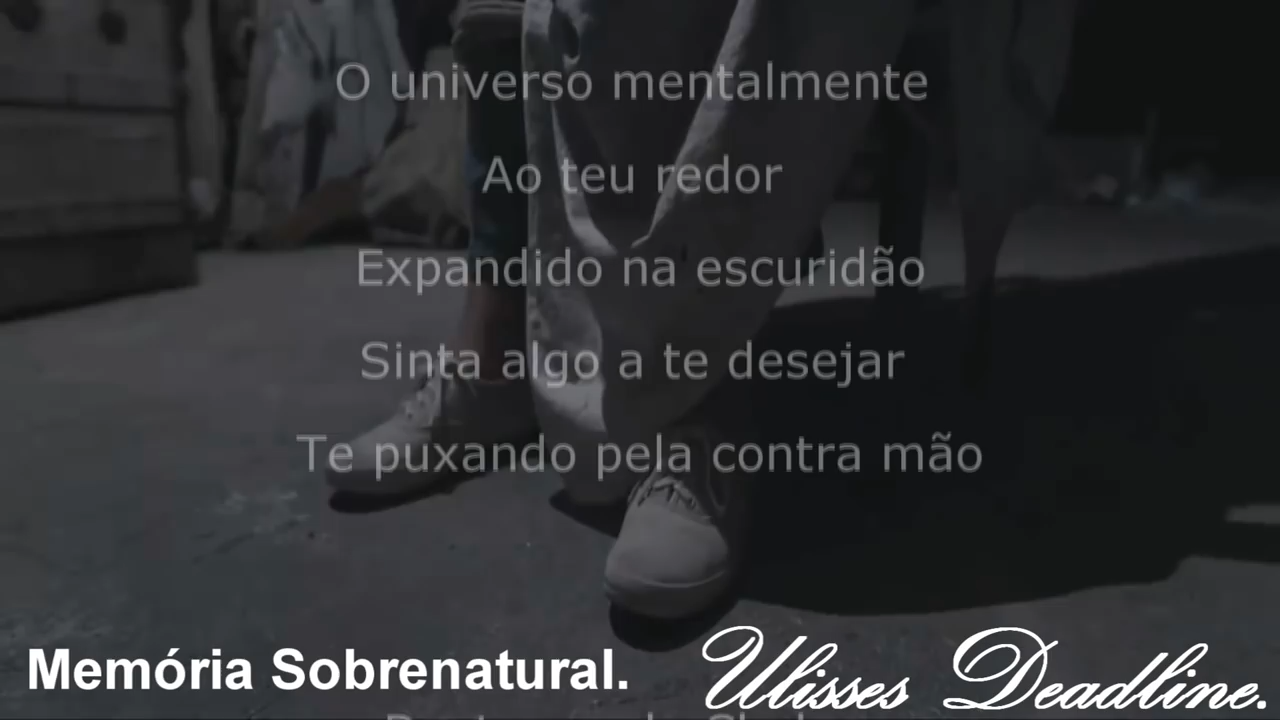 O universo mentalmente
Ao teu redor
Expandido na escuridão
Sinta algo a te desejar
Te puxando pela contra mão
Memória Sobrenatural.
Ulisses Deadline.